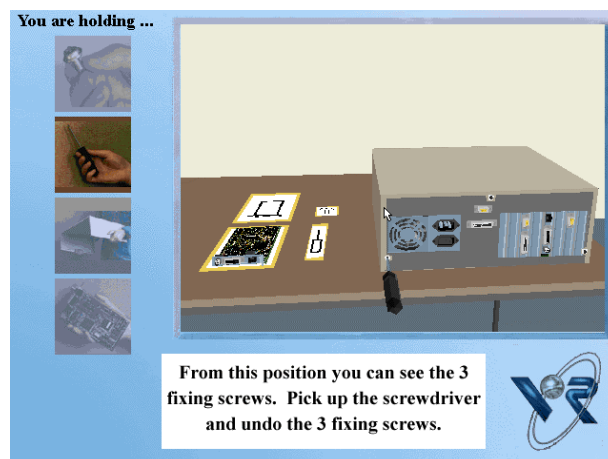 You are holding ...
From this position you can see the 3
fixing screws.  Pick up the screwdriver
and undo the 3 fixing screws.
VR